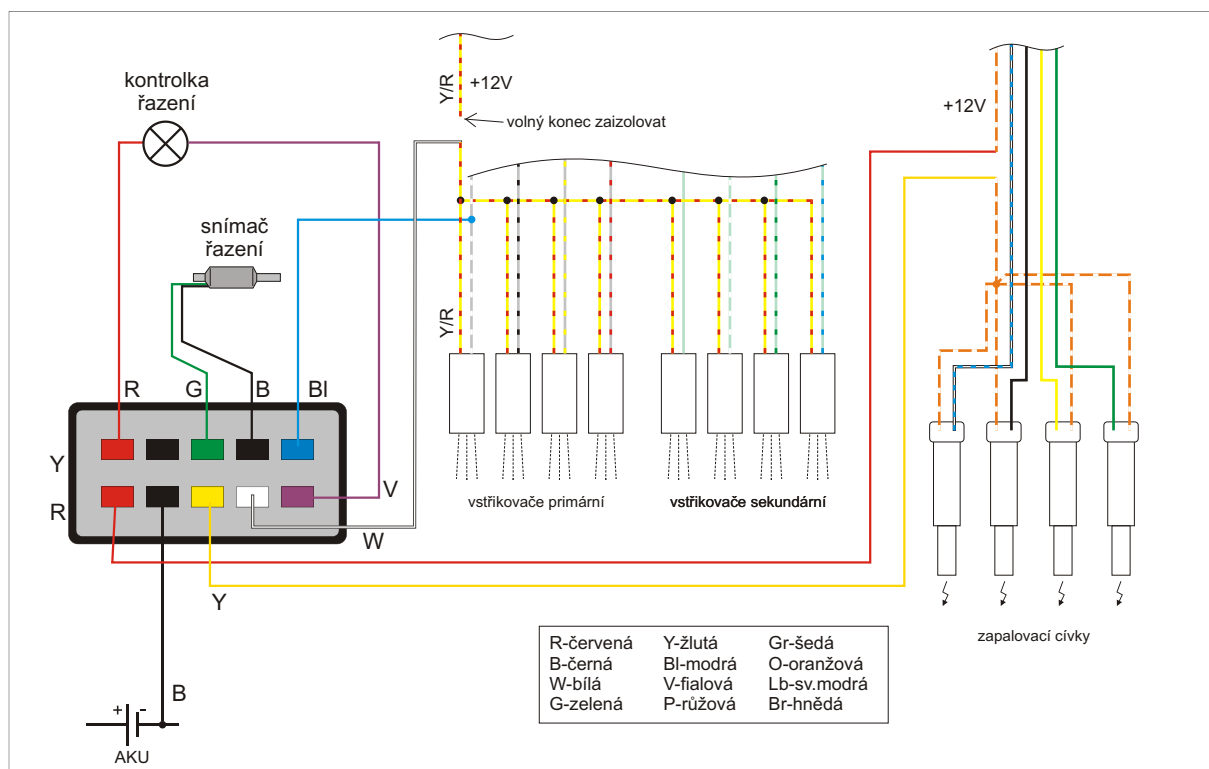 kontrolka
řazení
Y/R
+12V
volný konec zaizolovat
+12V
snímač
řazení
Y/R
R
G
B
Bl
Y
R
V
W
Y
vstřikovače primární
vstřikovače sekundární
zapalovací cívky
B
+
-
AKU
R-červená
Y-žlutá
Gr-šedá
B-černá
Bl-modrá
O-oranžová
W-bílá
V-fialová
Lb-sv.modrá
G-zelená
P-růžová
Br-hnědá